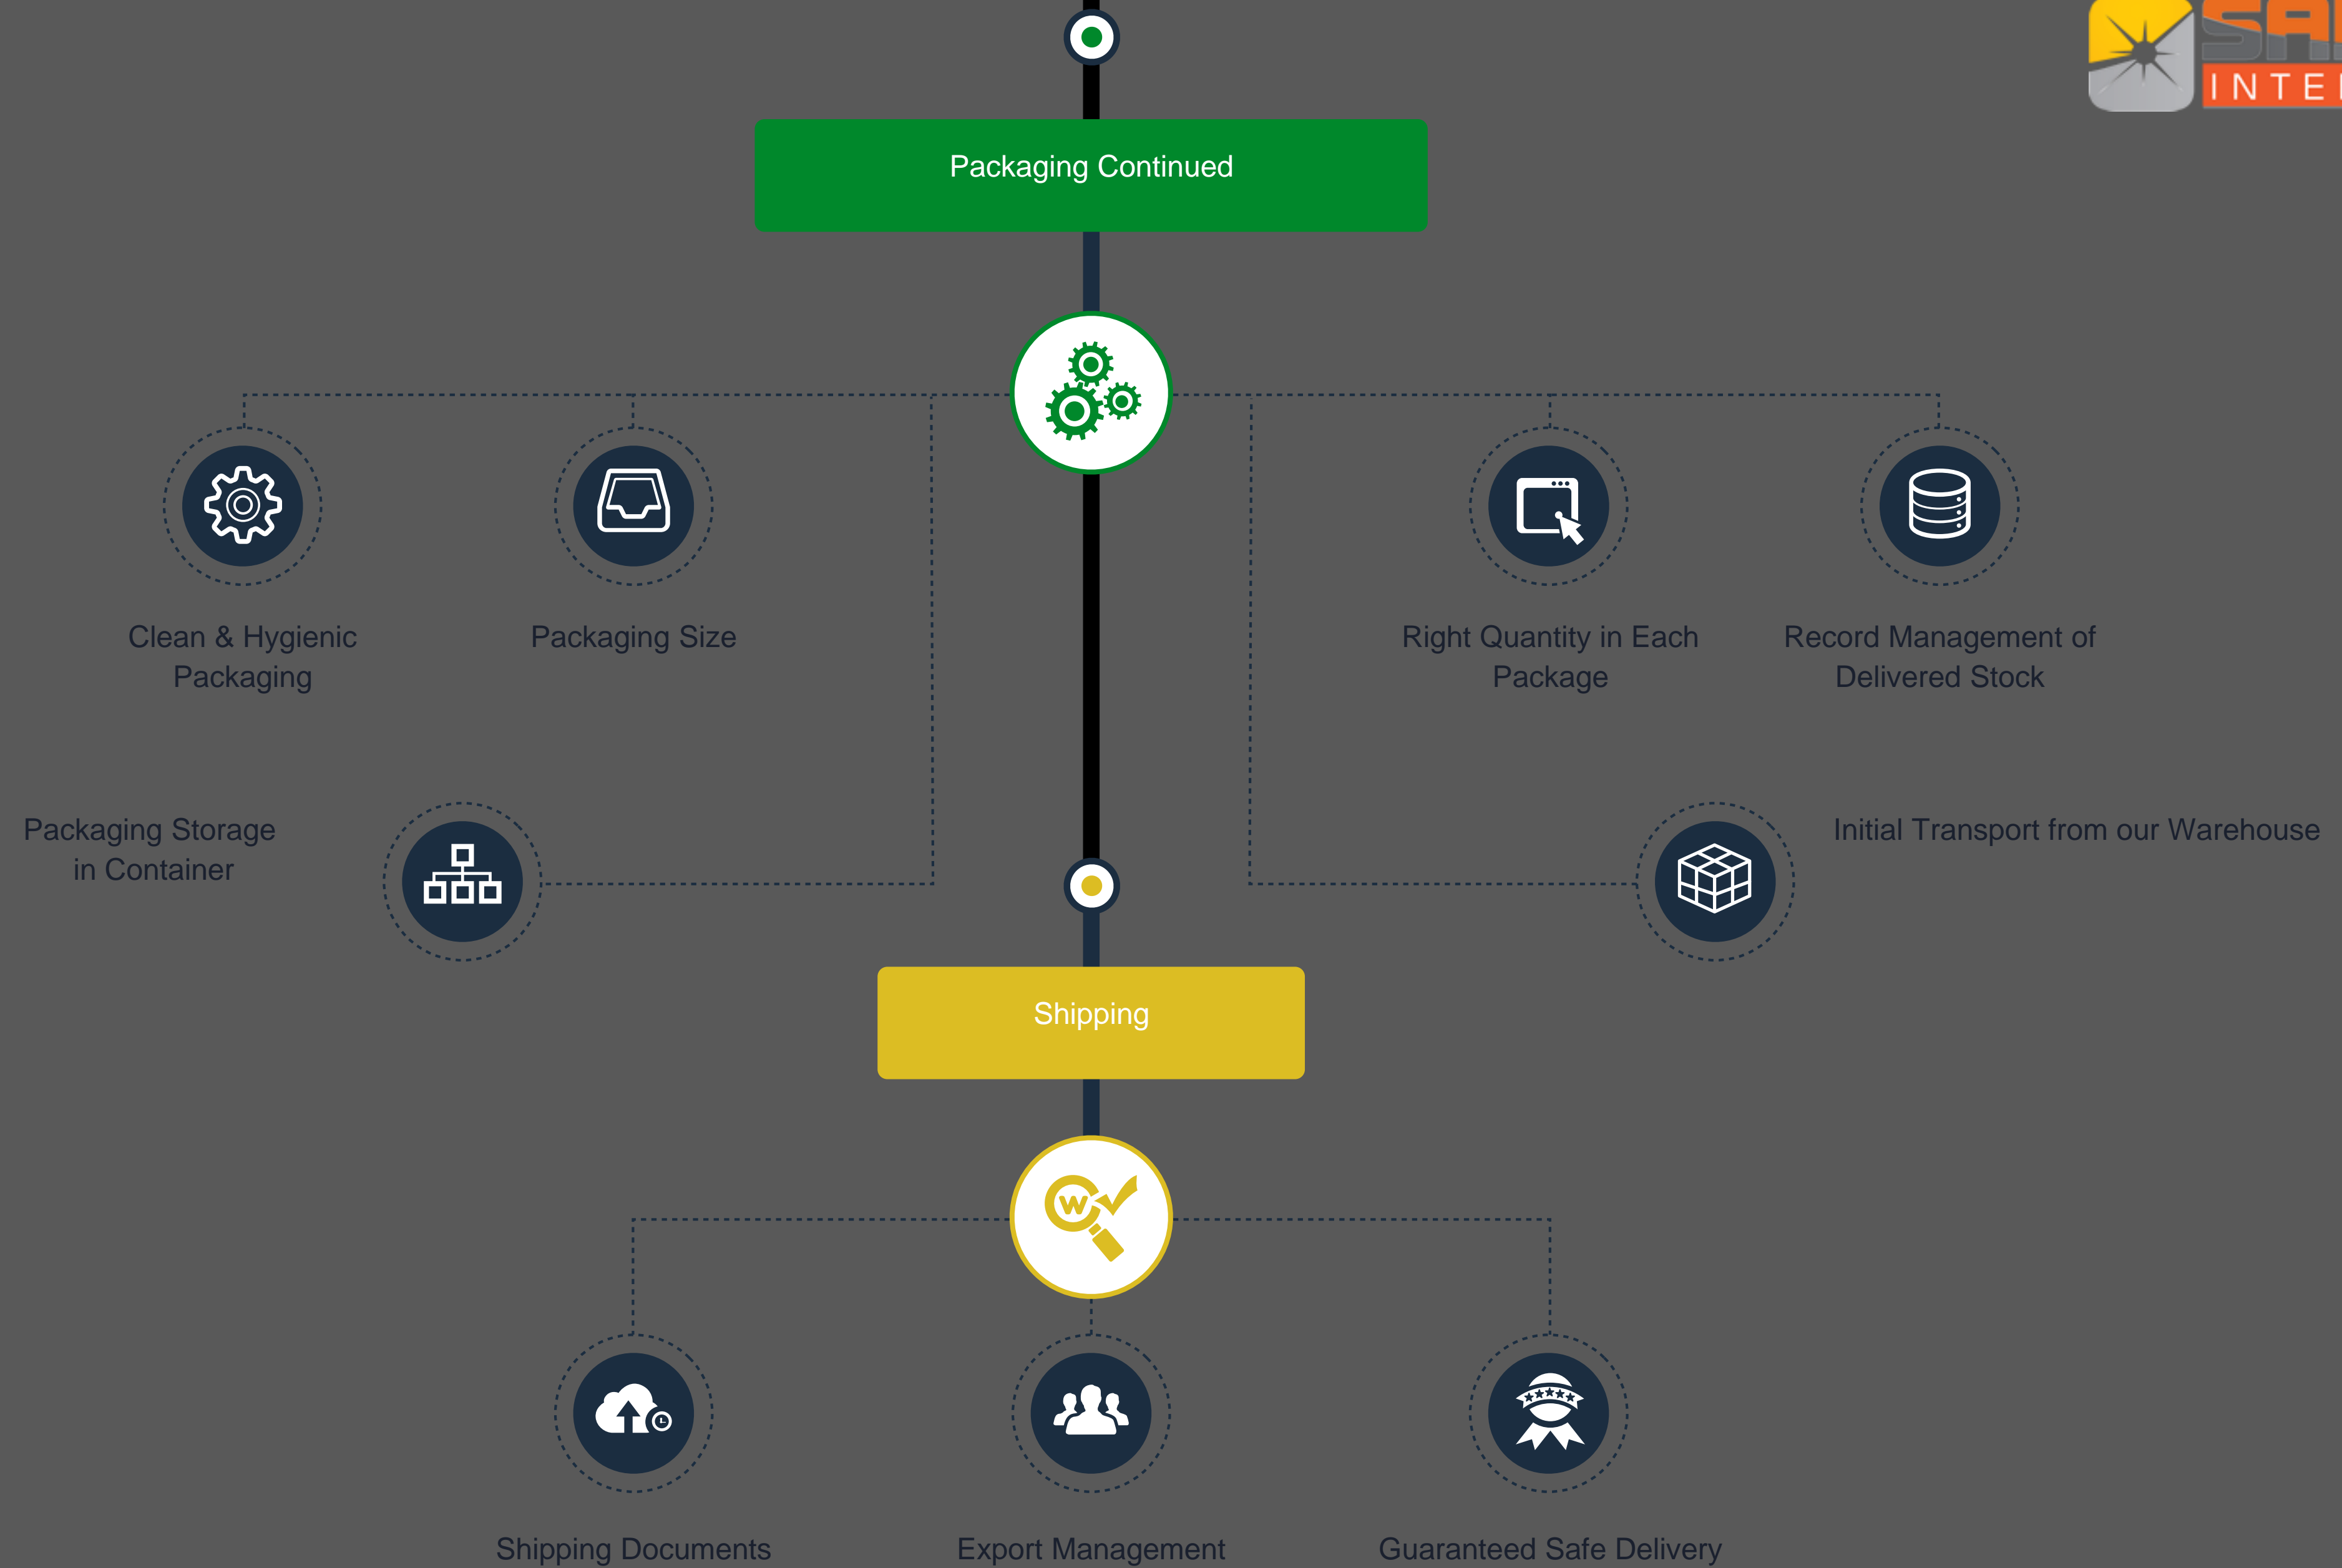 Packaging Continued
Clean & Hygienic
Packaging
Packaging Size
Right Quantity in Each
Package
Record Management of
Delivered Stock
Packaging Storage
in Container
Initial Transport from our Warehouse
Shipping
W
Shipping Documents
Export Management
Guaranteed Safe Delivery